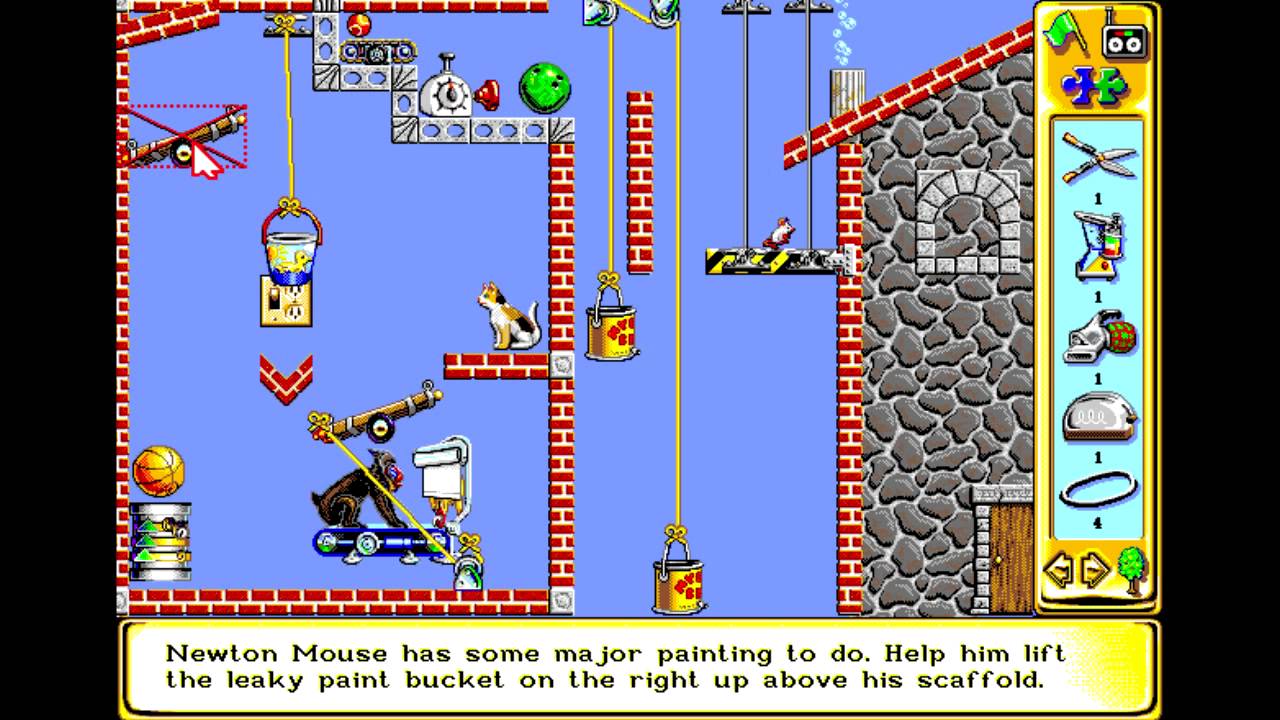 1
1
1
1
4
Newton Mouse has some major painting to do. Help him lift
the leaky paint bucket on the right up above his scaffold.